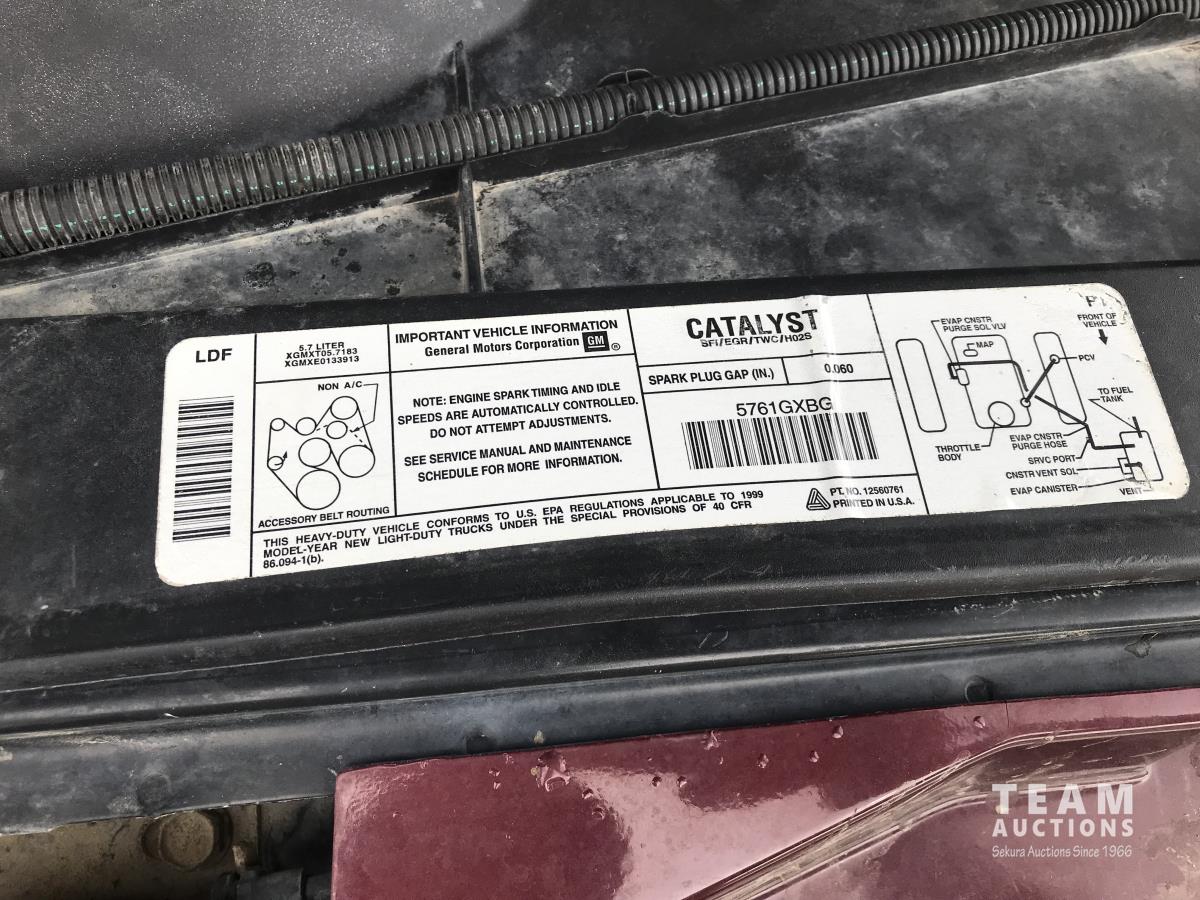 LDF
5.7 LITER
XGMXT05.7183
XGMXE0133913
NON A/C
ACCESSORY BELT ROUTING
IMPORTANT VEHICLE INFORMATION
General Motors Corporation GM ®
NOTE: ENGINE SPARK TIMING AND IDLE
SPEEDS ARE AUTOMATICALLY CONTROLLED.
DO NOT ATTEMPT ADJUSTMENTS.
SEE SERVICE MANUAL AND MAINTENANCE
SCHEDULE FOR MORE INFORMATION.
THIS HEAVY-DUTY VEHICLE CONFORMS TO U.S. EPA REGULATIONS APPLICABLE TO 1999
MODEL-YEAR NEW LIGHT-DUTY TRUCKS UNDER THE SPECIAL PROVISIONS OF 40 CFR
86.094-1(b).
CATALYST
SFI/EGR/TWC/HO2S
SPARK PLUG GAP (IN.) 0.060
5761GXBG
PT. NO. 12560761
PRINTED IN U.S.A.
FRONT OF
VEHICLE
EVAP CNSTR
PURGE SOL VLV
MAP
PCV
TO FUEL
TANK
THROTTLE
BODY
EVAP CNSTR
PURGE HOSE
SRVC PORT
CNSTR VENT SOL
EVAP CANISTER
VENT
TEAM
AUCTIONS
Sekura Auctions Since 1966